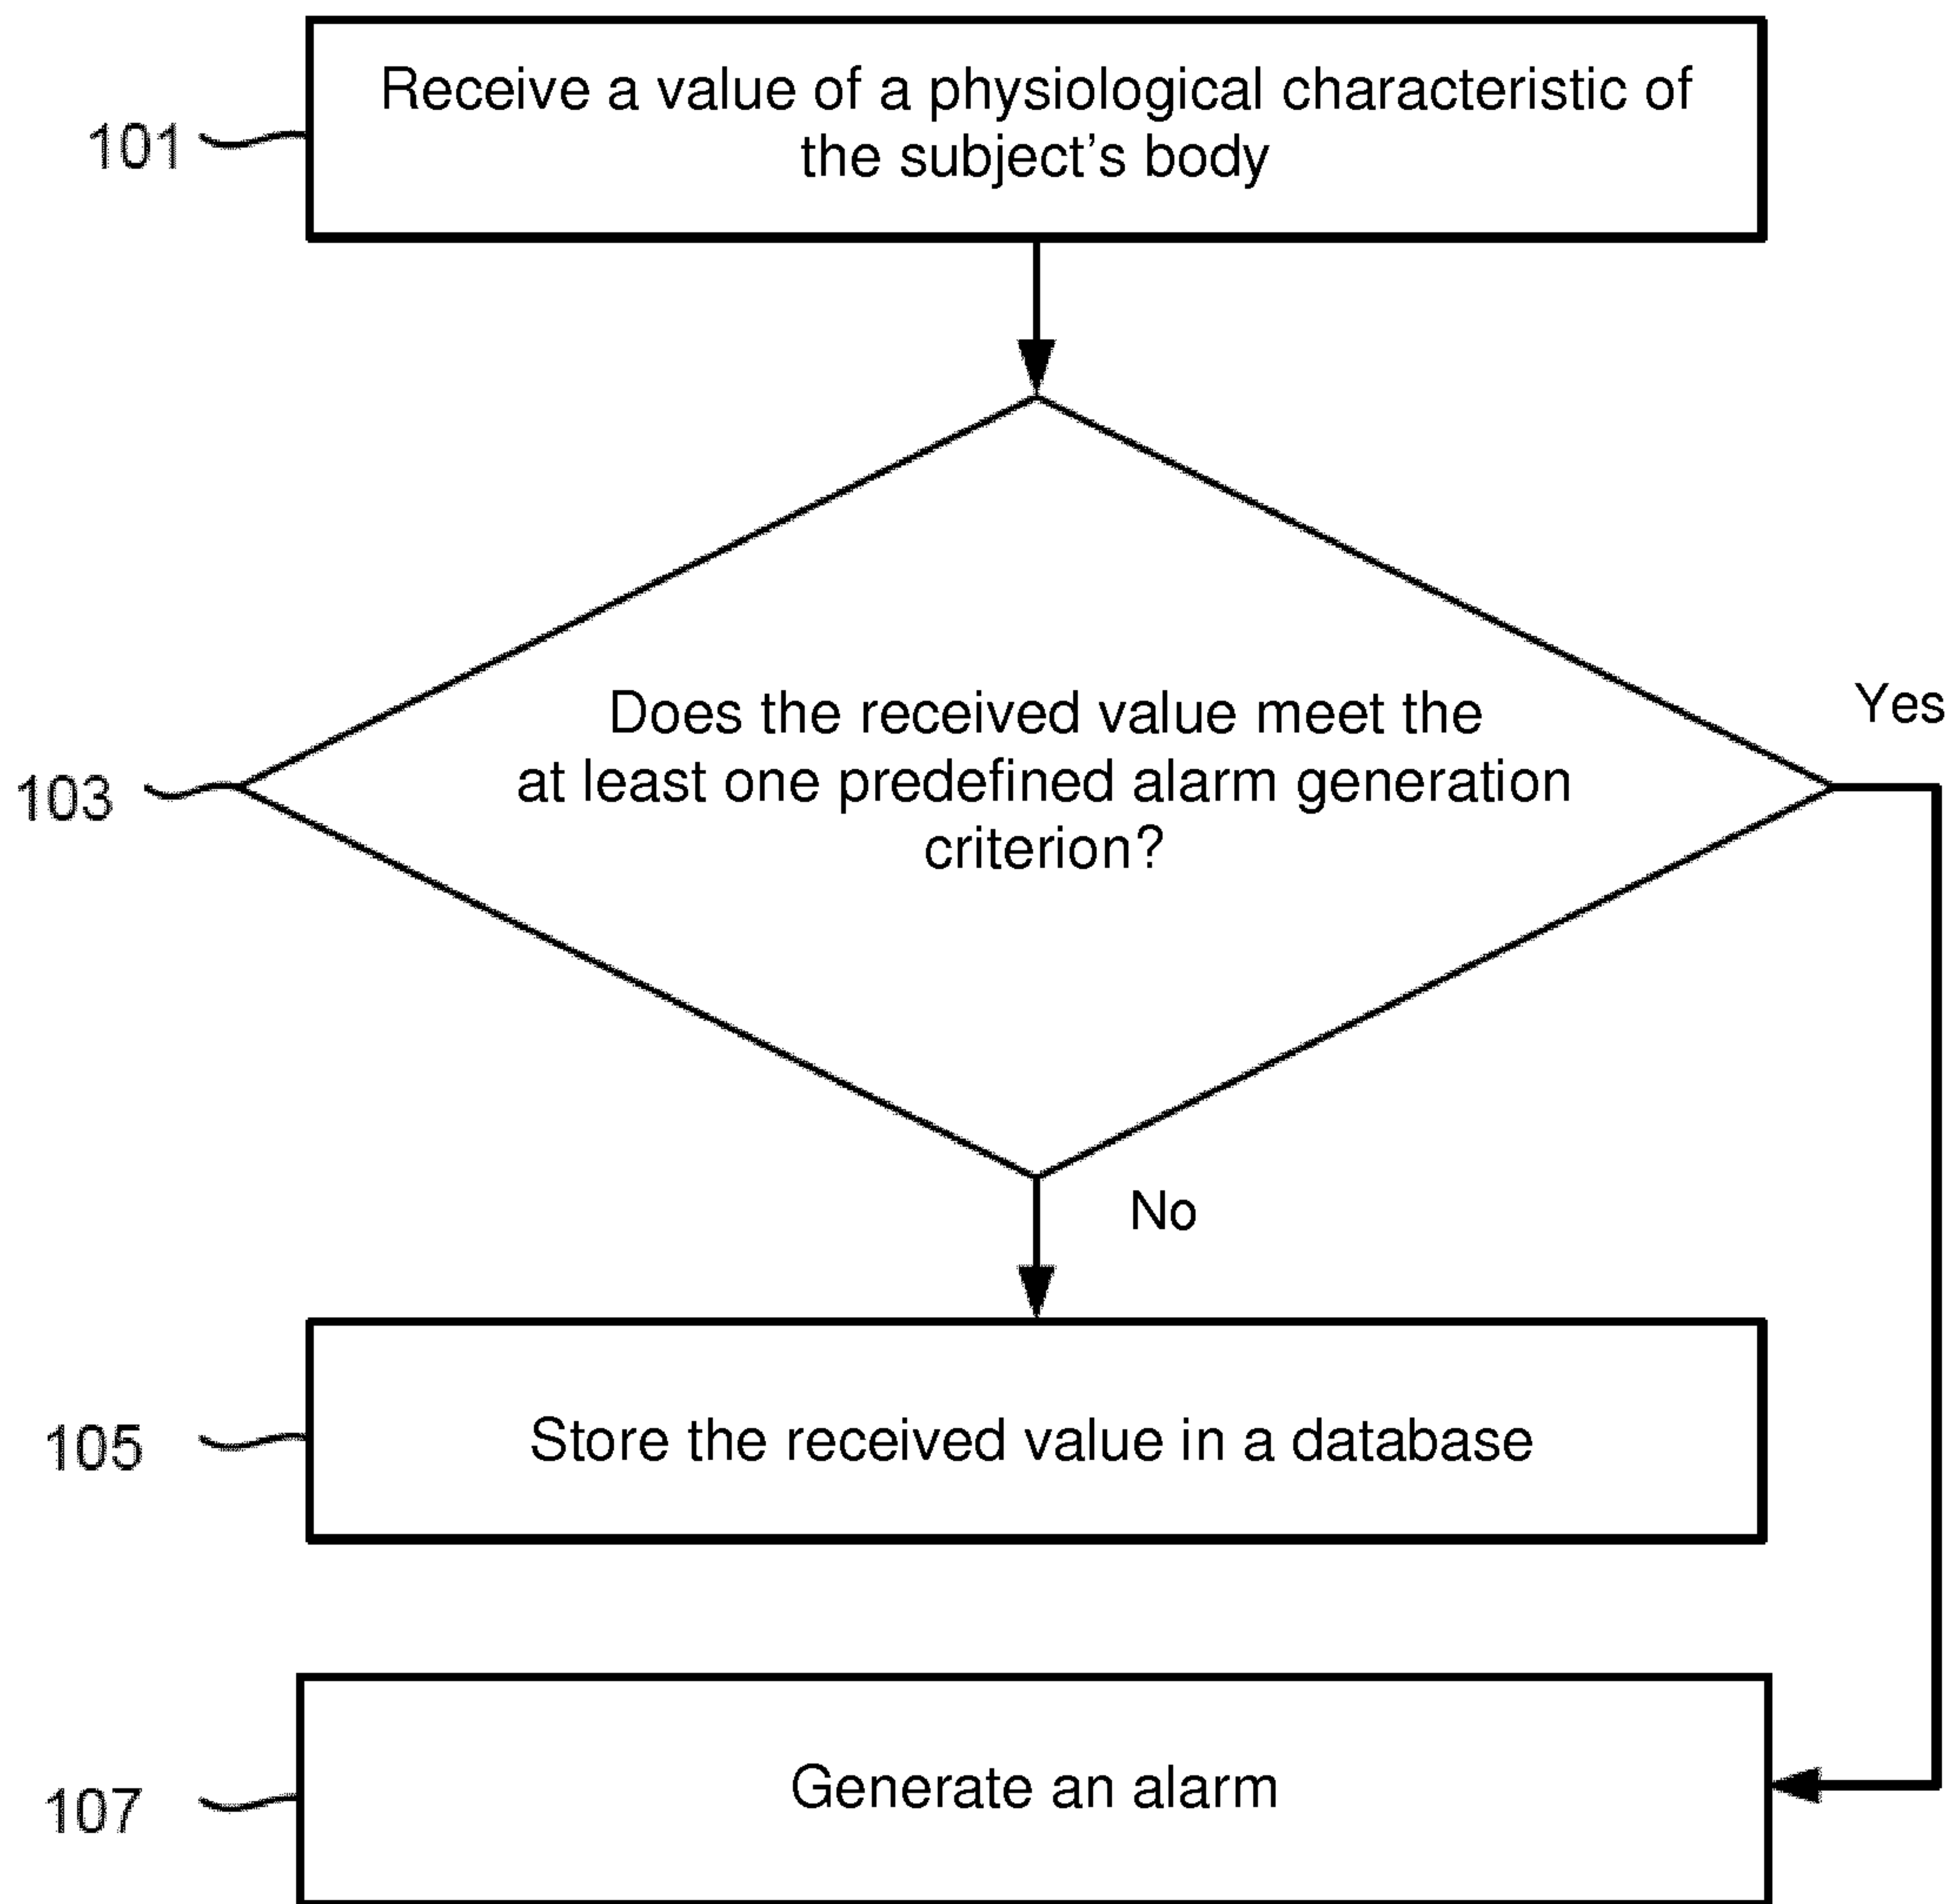 Receive a value of a physiological characteristic of
the subject's body
101
Does the received value meet the
at least one predefined alarm generation
criterion?
Yes
103
No
Store the received value in a database
105
Generate an alarm
107